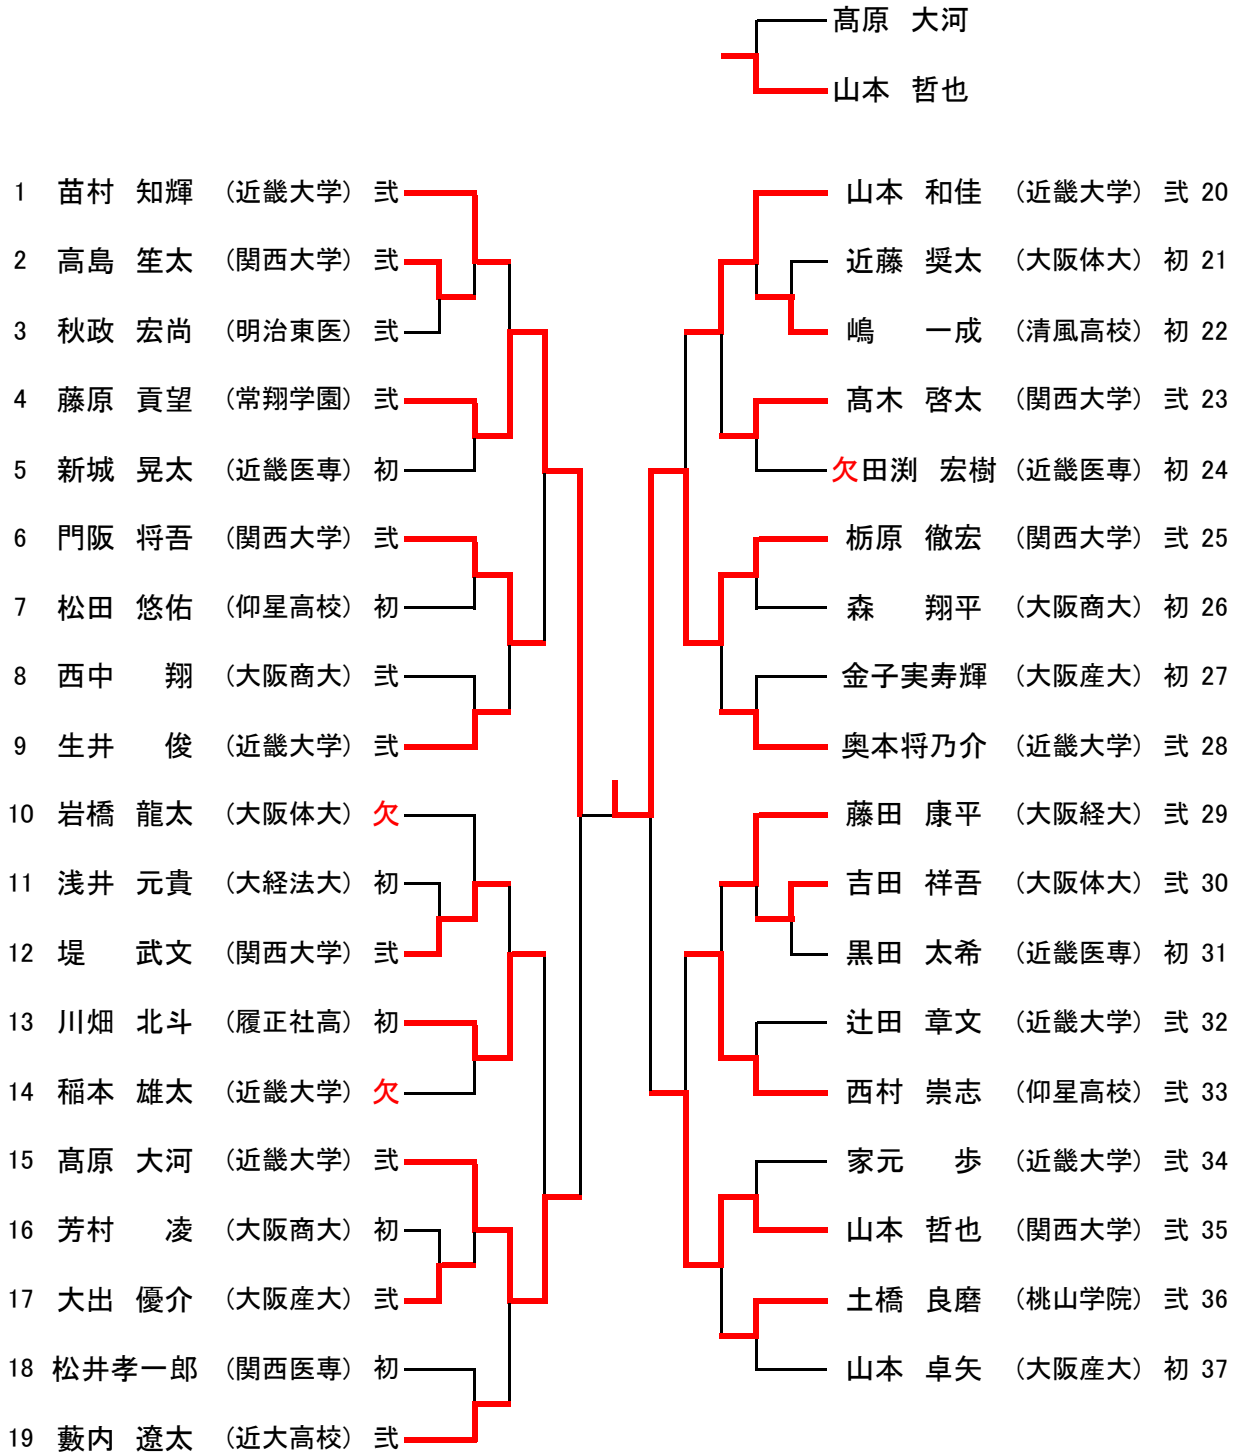 髙原 大河
山本 哲也
1 苗村 知輝 (近畿大学) 弐
2 高島 笙太 (関西大学) 弐
3 秋政 宏尚 (明治東医) 弐
4 藤原 貢望 (常翔学園) 弐
5 新城 晃太 (近畿医専) 初
6 門阪 将吾 (関西大学) 弐
7 松田 悠佑 (仰星高校) 初
8 西中 翔 (大阪商大) 弐
9 生井 俊 (近畿大学) 弐
10 岩橋 龍太 (大阪体大) 欠
11 浅井 元貴 (大経法大) 初
12 堤 武文 (関西大学) 弐
13 川畑 北斗 (履正社高) 初
14 稲本 雄太 (近畿大学) 欠
15 髙原 大河 (近畿大学) 弐
16 芳村 凌 (大阪商大) 初
17 大出 優介 (大阪産大) 弐
18 松井孝一郎 (関西医専) 初
19 藪内 遼太 (近大高校) 弐
山本 和佳 (近畿大学) 弐 20
近藤 奨太 (大阪体大) 初 21
嶋 一成 (清風高校) 初 22
髙木 啓太 (関西大学) 弐 23
欠田渕 宏樹 (近畿医専) 初 24
栃原 徹宏 (関西大学) 弐 25
森 翔平 (大阪商大) 初 26
金子実寿輝 (大阪産大) 初 27
奥本将乃介 (近畿大学) 弐 28
藤田 康平 (大阪経大) 弐 29
吉田 祥吾 (大阪体大) 弐 30
黒田 太希 (近畿医専) 初 31
辻田 章文 (近畿大学) 弐 32
西村 崇志 (仰星高校) 弐 33
家元 歩 (近畿大学) 弐 34
山本 哲也 (関西大学) 弐 35
土橋 良磨 (桃山学院) 弐 36
山本 卓矢 (大阪産大) 初 37